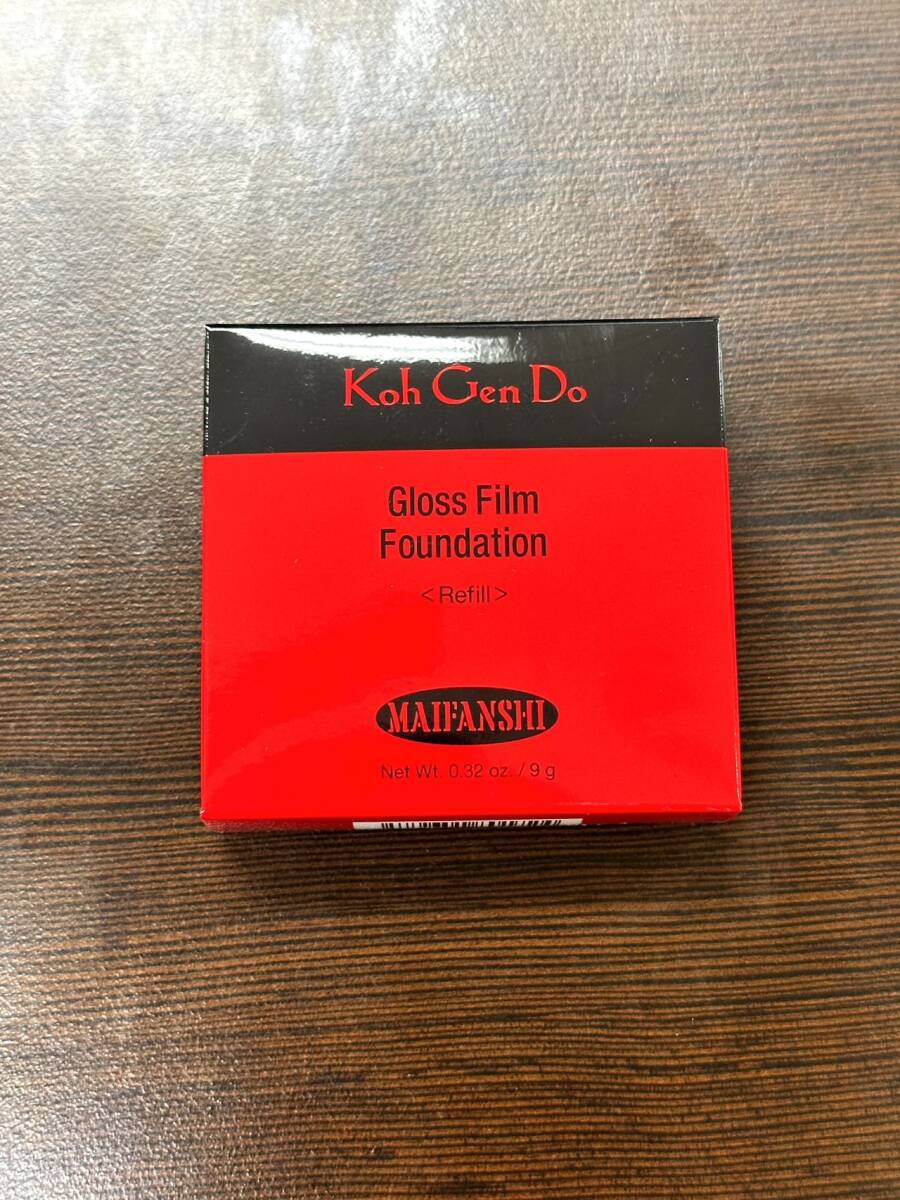 Koh Gen Do
Gloss Film
Foundation
<Refill>
MAIFANSHI
Net Wt. 0.32 oz. / 9 g